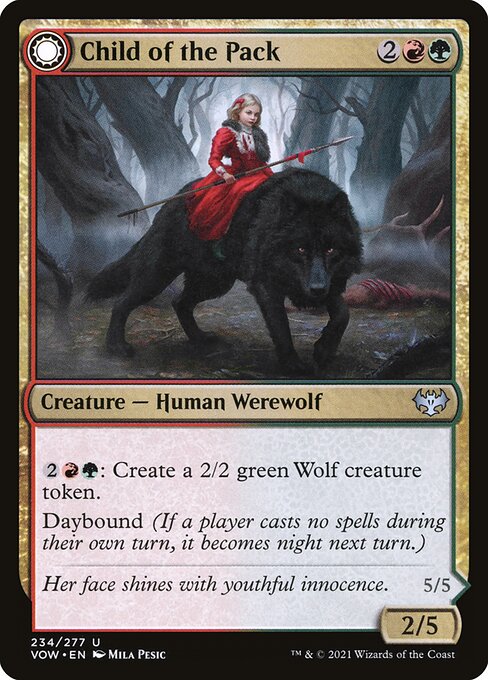 Child of the Pack 2
Creature — Human Werewolf
2: Create a 2/2 green Wolf creature
token.
Daybound (If a player casts no spells during
their own turn, it becomes night next turn.)
Her face shines with youthful innocence.
5/5
2/5
234/277 U
VOW • EN Mila Pesic
™ & © 2021 Wizards of the Coast